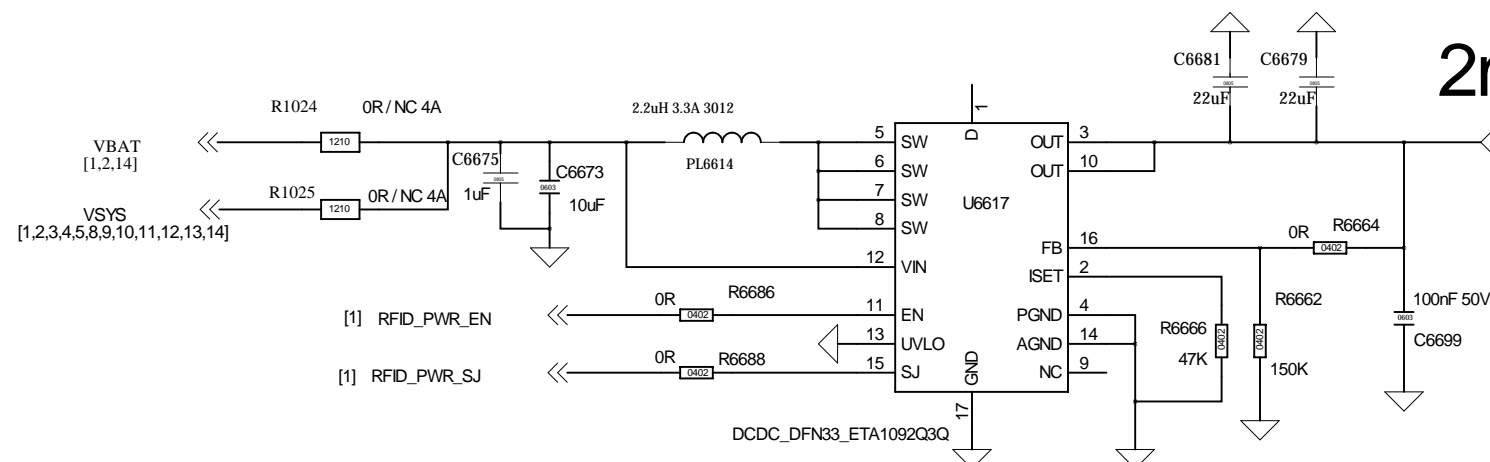 2r
C6681
C6679
0805
0805
22uF
22uF
R1024
0R / NC 4A
2.2uH 3.3A 3012
1
D
VBAT
[1,2,14]
1210
PL6614
5
SW
OUT
3
C6675
C6673
6
SW
OUT
10
0805
0603
1uF
10uF
7
SW
U6617
R1025
0R / NC 4A
1210
8
SW
VSYS
[1,2,3,4,5,8,9,10,11,12,13,14]
FB
16
0R
R6664
0402
12
VIN
ISET
2
[1] RFID_PWR_EN
0R
R6686
0402
11
EN
PGND
4
R6662
100nF 50V
0603
13
UVLO
AGND
14
R6666
0402
0402
C6699
47K
150K
[1] RFID_PWR_SJ
0R
R6688
0402
15
SJ
GND
NC
9
17
DCDC_DFN33_ETA1092Q3Q